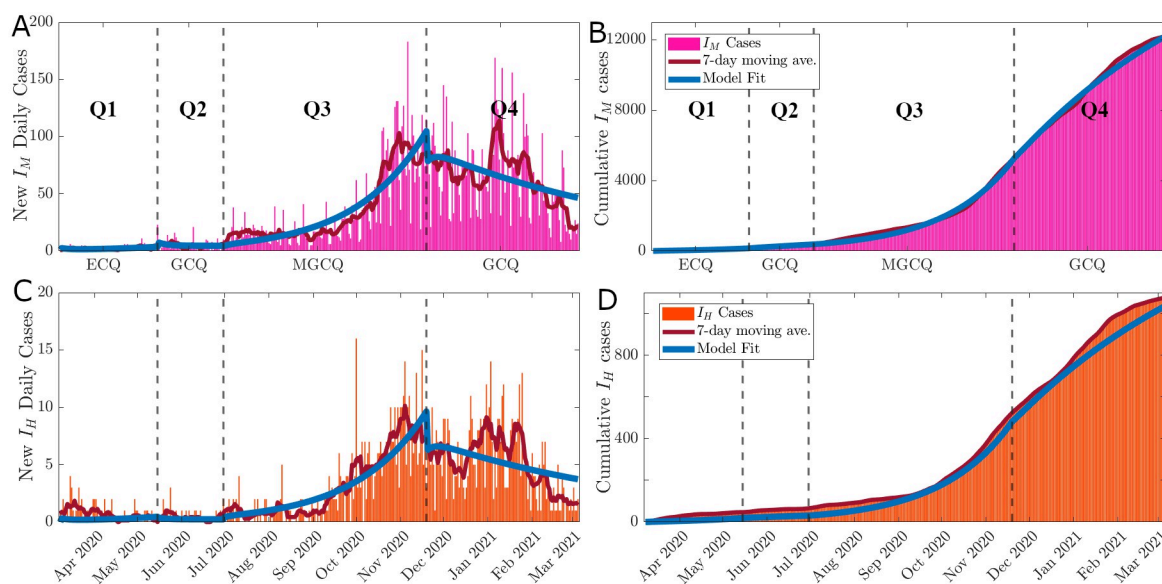 A
New I_M Daily Cases
200
150
100
50
0
Q1
Q2
Q3
Q4
ECQ
GCQ
MGCQ
GCQ
B
Cumulative I_M cases
12000
8000
4000
0
I_M Cases
7-day moving ave.
Model Fit
Q1
Q2
Q3
Q4
ECQ
GCQ
MGCQ
GCQ
C
New I_H Daily Cases
20
15
10
5
0
Apr 2020
May 2020
Jun 2020
Jul 2020
Aug 2020
Sep 2020
Oct 2020
Nov 2020
Dec 2020
Jan 2021
Feb 2021
Mar 2021
D
Cumulative I_H cases
800
400
0
I_H Cases
7-day moving ave.
Model Fit
Apr 2020
May 2020
Jun 2020
Jul 2020
Aug 2020
Sep 2020
Oct 2020
Nov 2020
Dec 2020
Jan 2021
Feb 2021
Mar 2021